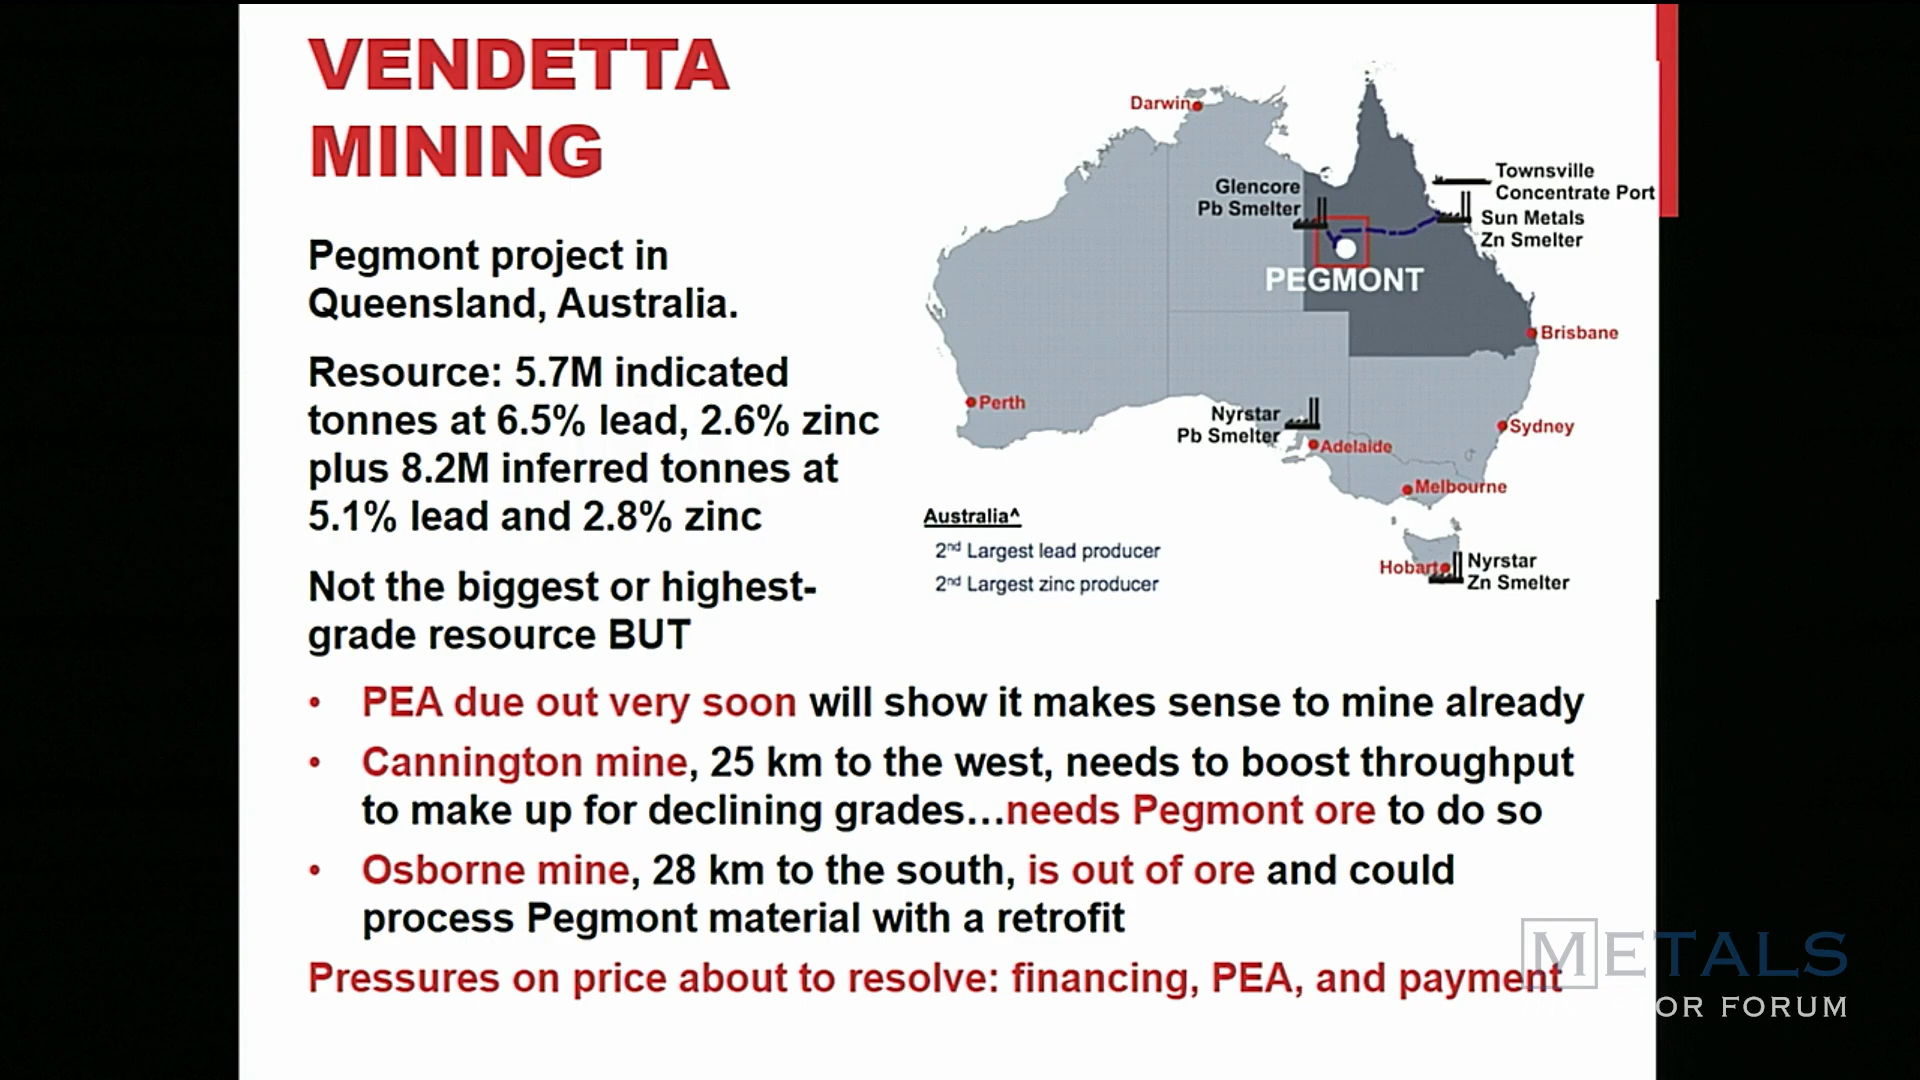 VENDETTA
MINING
Pegmont project in
Queensland, Australia.
Resource: 5.7M indicated
tonnes at 6.5% lead, 2.6% zinc
plus 8.2M inferred tonnes at
5.1% lead and 2.8% zinc
Not the biggest or highest-
grade resource BUT
• PEA due out very soon will show it makes sense to mine already
• Cannington mine, 25 km to the west, needs to boost throughput
to make up for declining grades…needs Pegmont ore to do so
• Osborne mine, 28 km to the south, is out of ore and could
process Pegmont material with a retrofit
Pressures on price about to resolve: financing, PEA, and payment
Darwin
Glencore
Pb Smelter
Townsville
Concentrate Port
Sun Metals
Zn Smelter
PEGMONT
Brisbane
Perth
Nyrstar
Pb Smelter
Adelaide
Sydney
Melbourne
Hobart
Nyrstar
Zn Smelter
Australia^
2nd Largest lead producer
2nd Largest zinc producer
METALS
FORUM